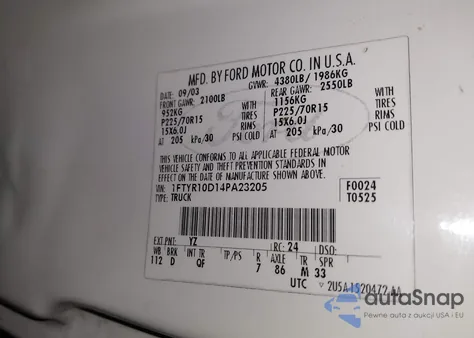 MFD. BY FORD MOTOR CO. IN U.S.A.
DATE: 09/03 GVWR: 4380LB/ 1986KG
FRONT GAWR: 2100LB REAR GAWR: 2550LB
952KG WITH 1156KG WITH
P225/70R15 TIRES P225/70R15 TIRES
15X6.0J RIMS 15X6.0J RIMS
AT 205 kPa/30 PSI COLD AT 205 kPa/30 PSI COLD
THIS VEHICLE CONFORMS TO ALL APPLICABLE FEDERAL MOTOR
VEHICLE SAFETY AND THEFT PREVENTION STANDARDS IN
EFFECT ON THE DATE OF MANUFACTURE SHOWN ABOVE.
VIN: 1FTYR10D14PA23205 F0024
TYPE: TRUCK T0525
EXT PNT: YZ RC: 24 DSO:
WB BRK INT TR TP/PS R AXLE TR SPR
112 D QF 7 86 M 33
UTC
autaSnap
Pewne auta z aukcji USA i EU